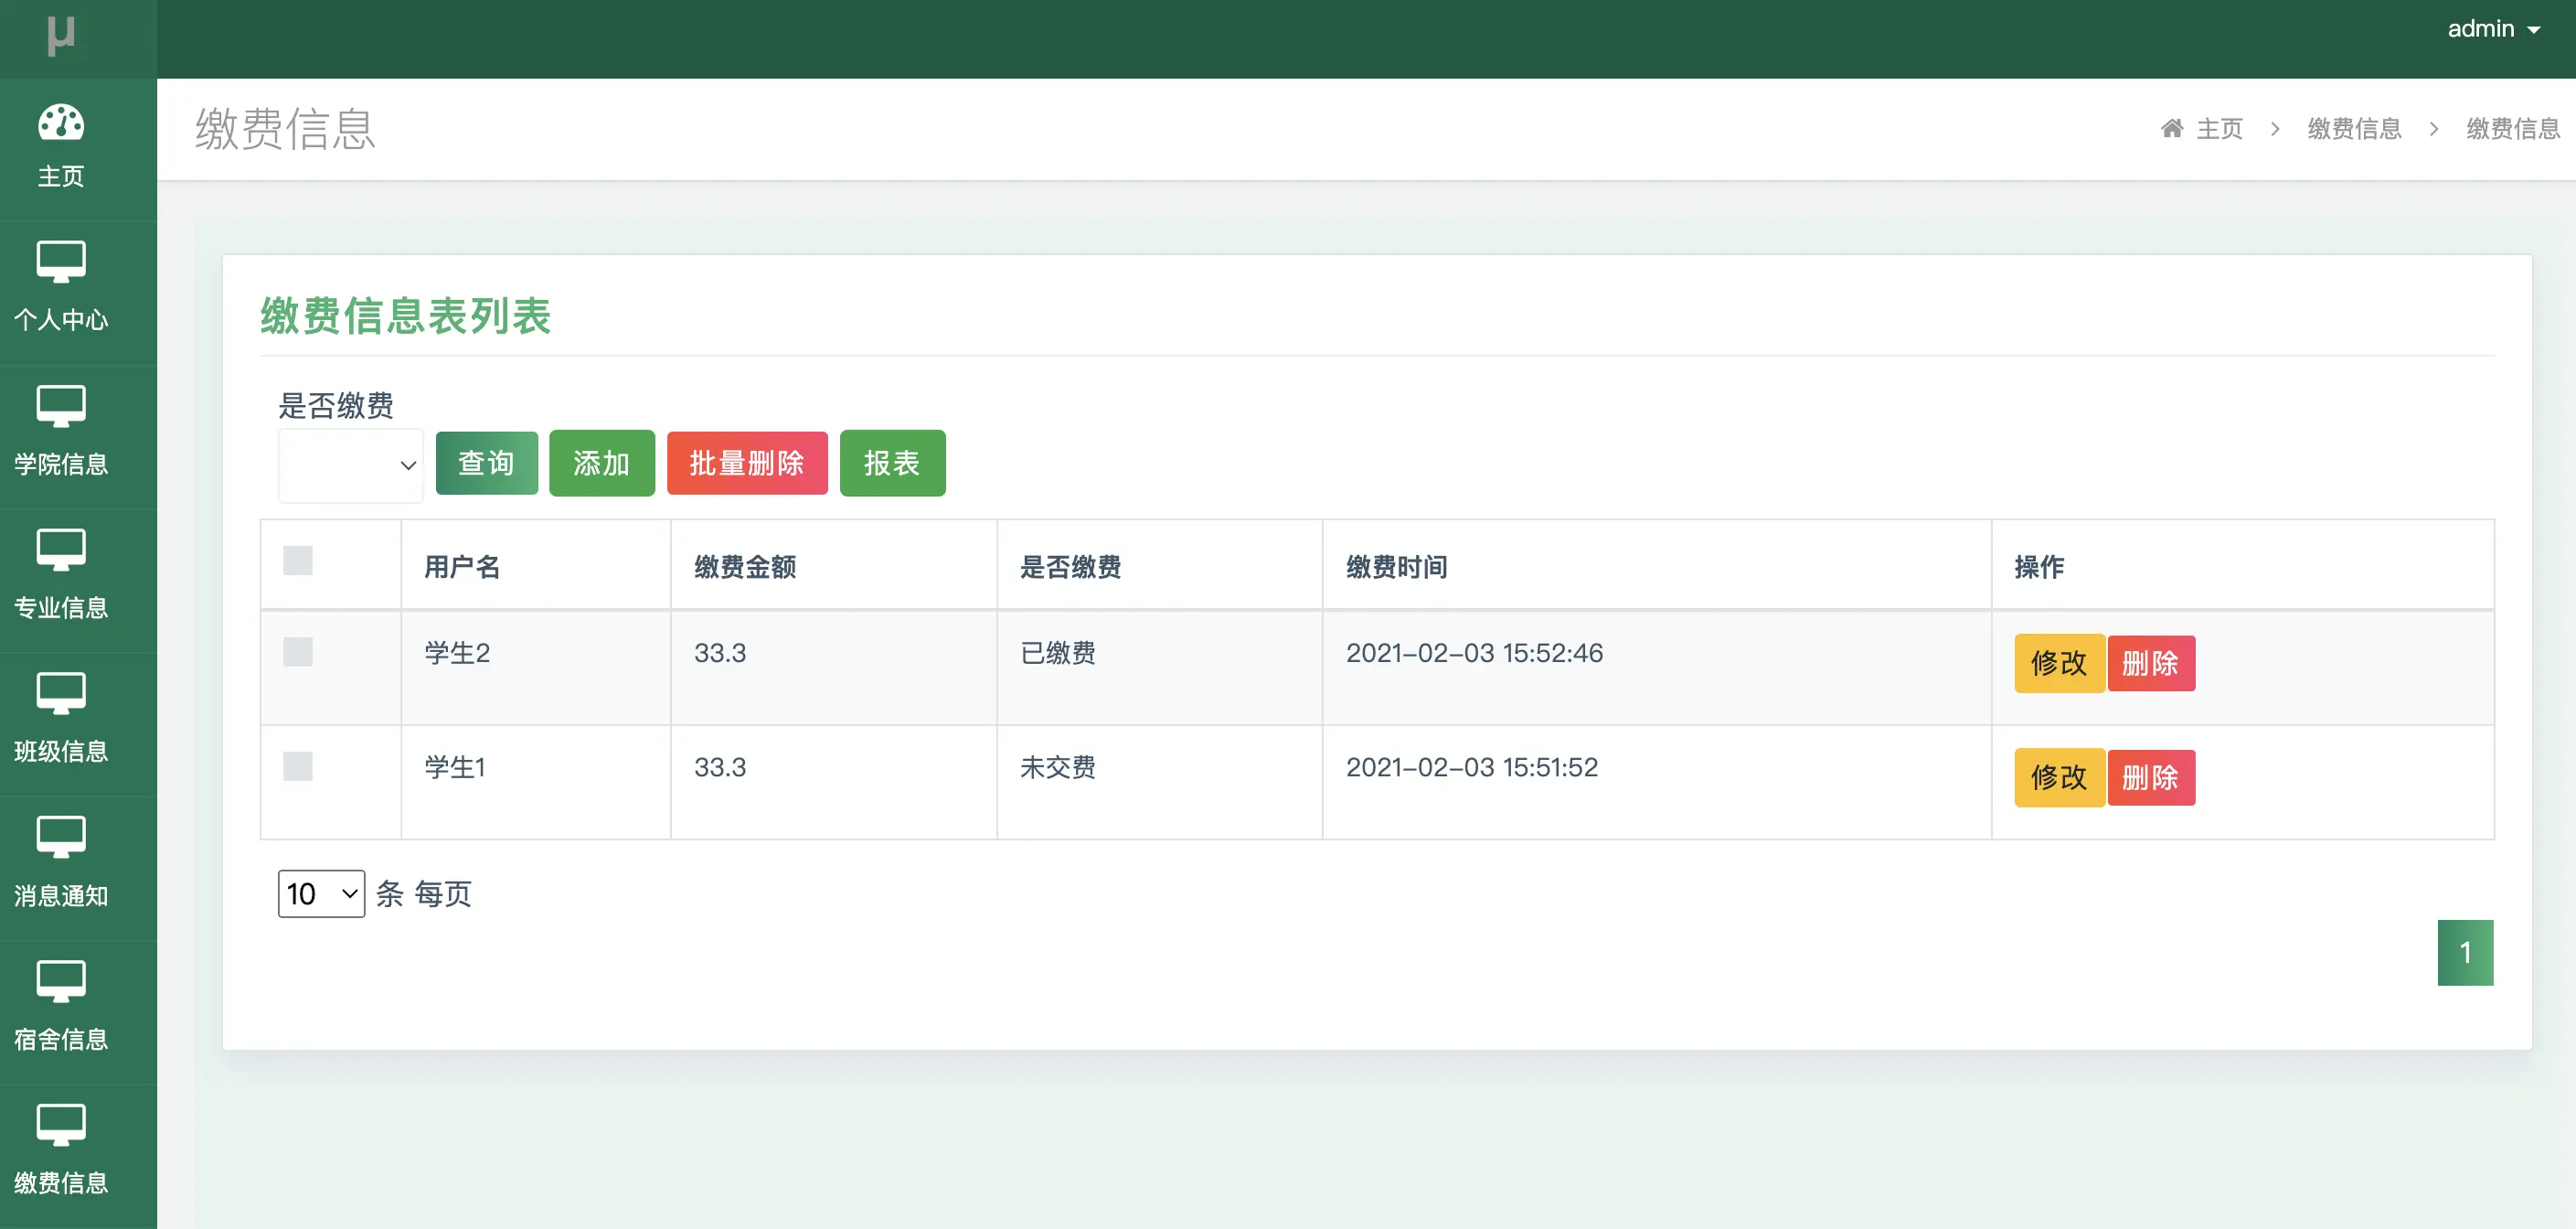 µ
admin
主页
个人中心
学院信息
专业信息
班级信息
消息通知
宿舍信息
缴费信息
缴费信息
主页 > 缴费信息 > 缴费信息
缴费信息表列表
是否缴费
查询 添加 批量删除 报表
用户名 缴费金额 是否缴费 缴费时间 操作
学生2 33.3 已缴费 2021-02-03 15:52:46 修改 删除
学生1 33.3 未交费 2021-02-03 15:51:52 修改 删除
10 条 每页
1